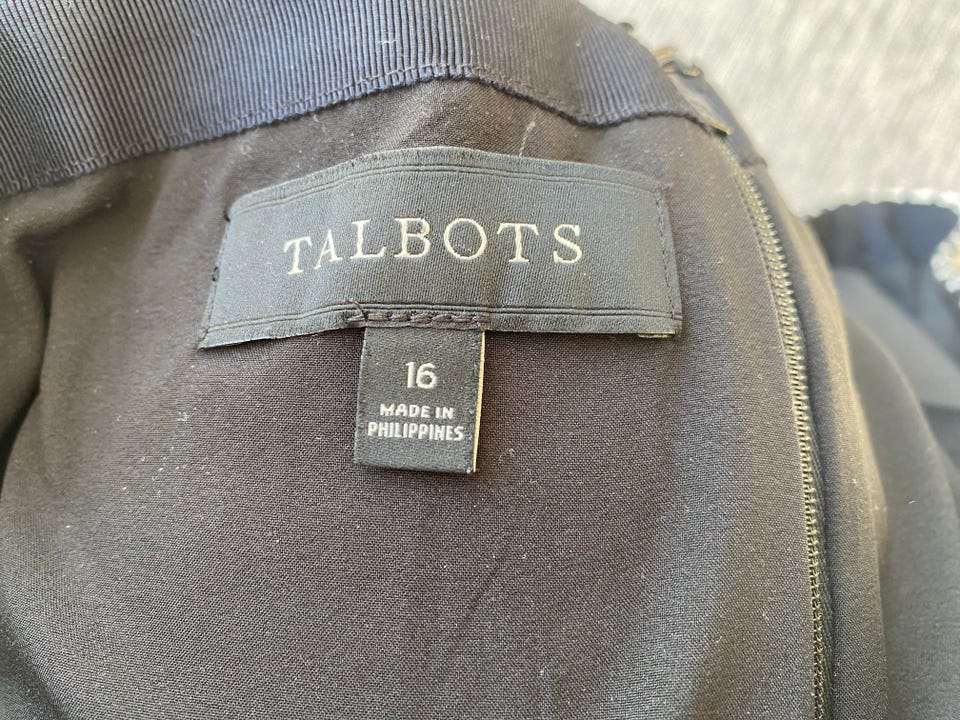 TALBOTS
16
MADE IN
PHILIPPINES